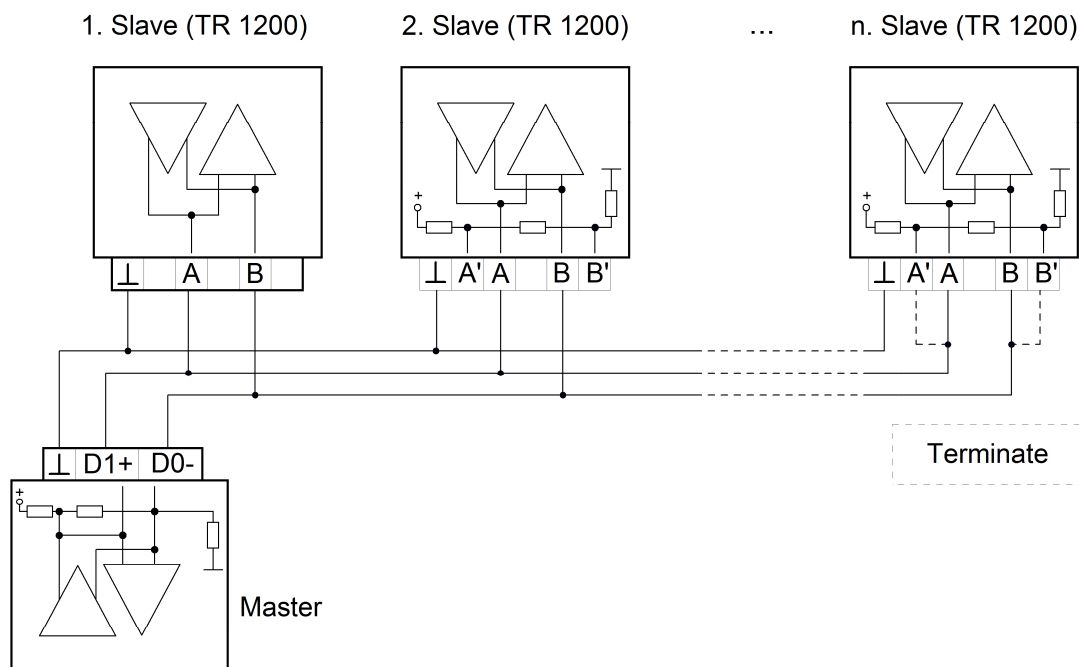 1. Slave (TR 1200) 2. Slave (TR 1200) ... n. Slave (TR 1200)
+ +
⊥ A B ⊥ A' A B B' ⊥ A' A B B'
Terminate
⊥ D1+ D0-
+
Master